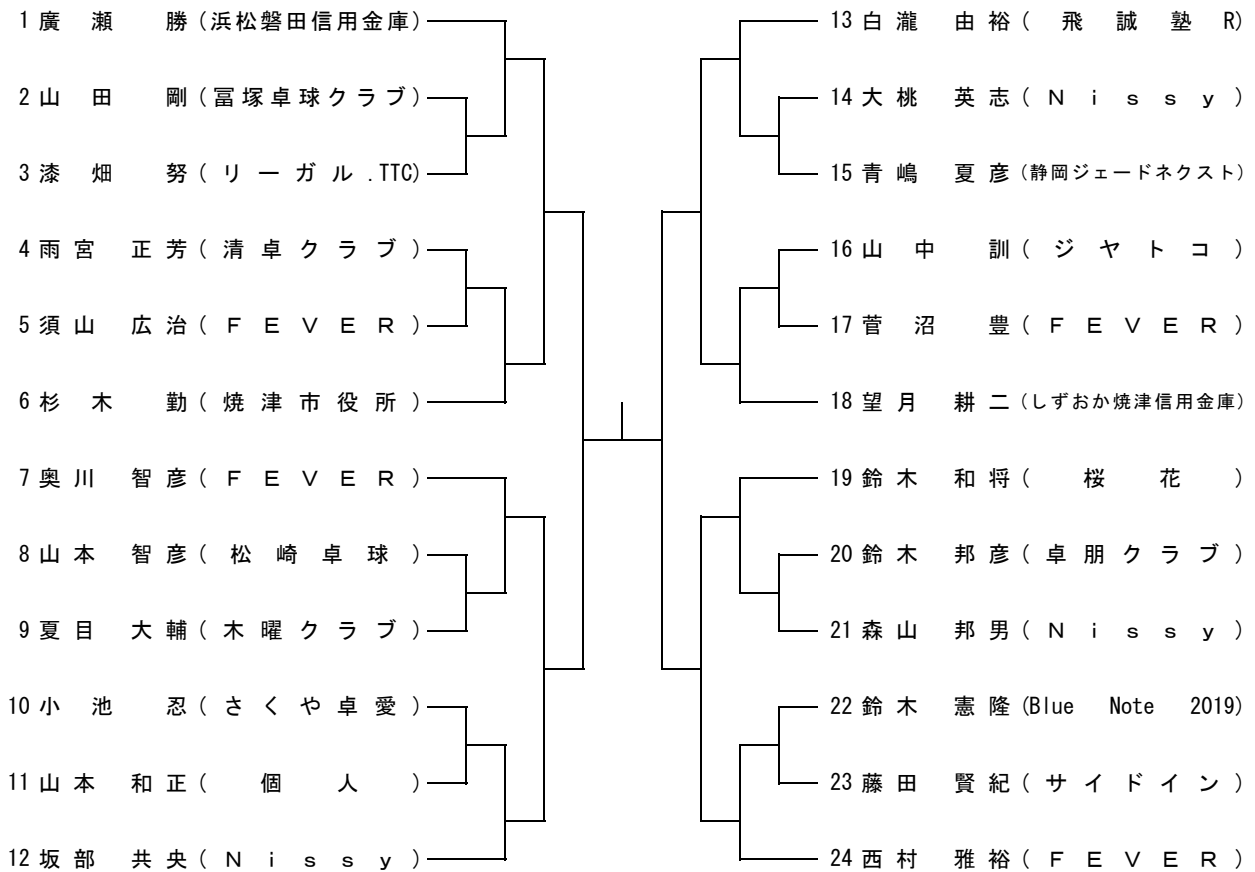 1 廣瀬 勝 (浜松磐田信用金庫)
2 山田 剛 (冨塚卓球クラブ)
3 漆畑 努 (リーガル.TTC)
4 雨宮 正芳 (清卓クラブ)
5 須山 広治 (ＦＥＶＥＲ)
6 杉木 勤 (焼津市役所)
7 奥川 智彦 (ＦＥＶＥＲ)
8 山本 智彦 (松崎卓球)
9 夏目 大輔 (木曜クラブ)
10 小池 忍 (さくや卓愛)
11 山本 和正 (個人)
12 坂部 共央 (Ｎｉｓｓｙ)
13 白瀧 由裕 (飛誠塾R)
14 大桃 英志 (Ｎｉｓｓｙ)
15 青嶋 夏彦 (静岡ジェードネクスト)
16 山中 訓 (ジヤトコ)
17 菅沼 豊 (ＦＥＶＥＲ)
18 望月 耕二 (しずおか焼津信用金庫)
19 鈴木 和将 (桜花)
20 鈴木 邦彦 (卓朋クラブ)
21 森山 邦男 (Ｎｉｓｓｙ)
22 鈴木 憲隆 (Blue Note 2019)
23 藤田 賢紀 (サイドイン)
24 西村 雅裕 (ＦＥＶＥＲ)